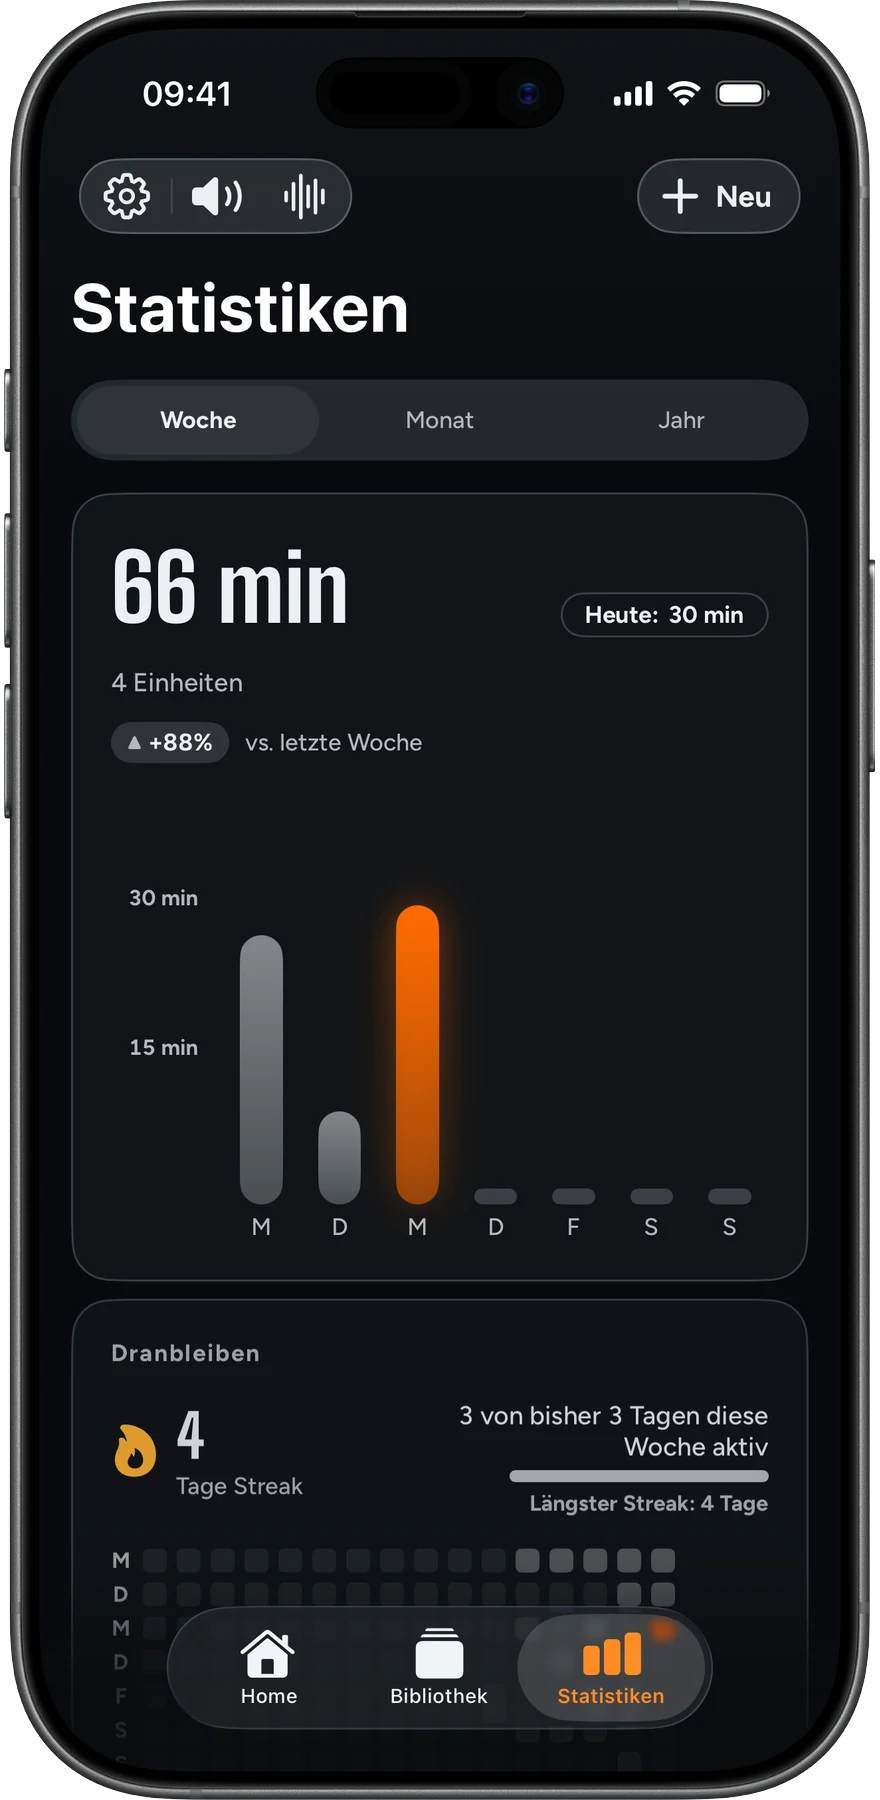 09:41
Neu
Statistiken
Woche Monat Jahr
66 min
Heute: 30 min
4 Einheiten
+88% vs. letzte Woche
30 min
15 min
M D M D F S S
Dranbleiben
4
Tage Streak
3 von bisher 3 Tagen diese
Woche aktiv
Längster Streak: 4 Tage
M
D
M
D
F
S
S
Home Bibliothek Statistiken